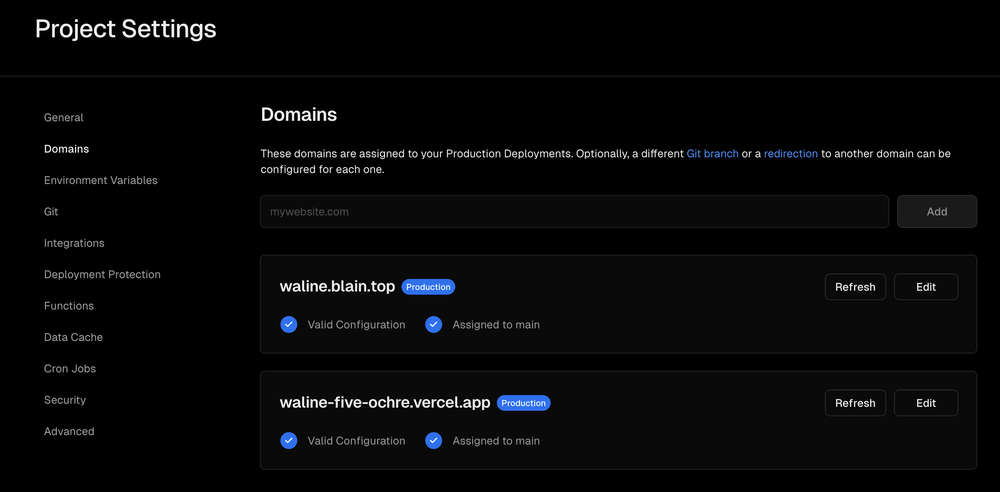 Project Settings
General
Domains
Environment Variables
Git
Integrations
Deployment Protection
Functions
Data Cache
Cron Jobs
Security
Advanced
Domains
These domains are assigned to your Production Deployments. Optionally, a different Git branch or a redirection to another domain can be
configured for each one.
mywebsite.com
Add
waline.blain.top Production
Refresh
Edit
Valid Configuration
Assigned to main
waline-five-ochre.vercel.app Production
Refresh
Edit
Valid Configuration
Assigned to main